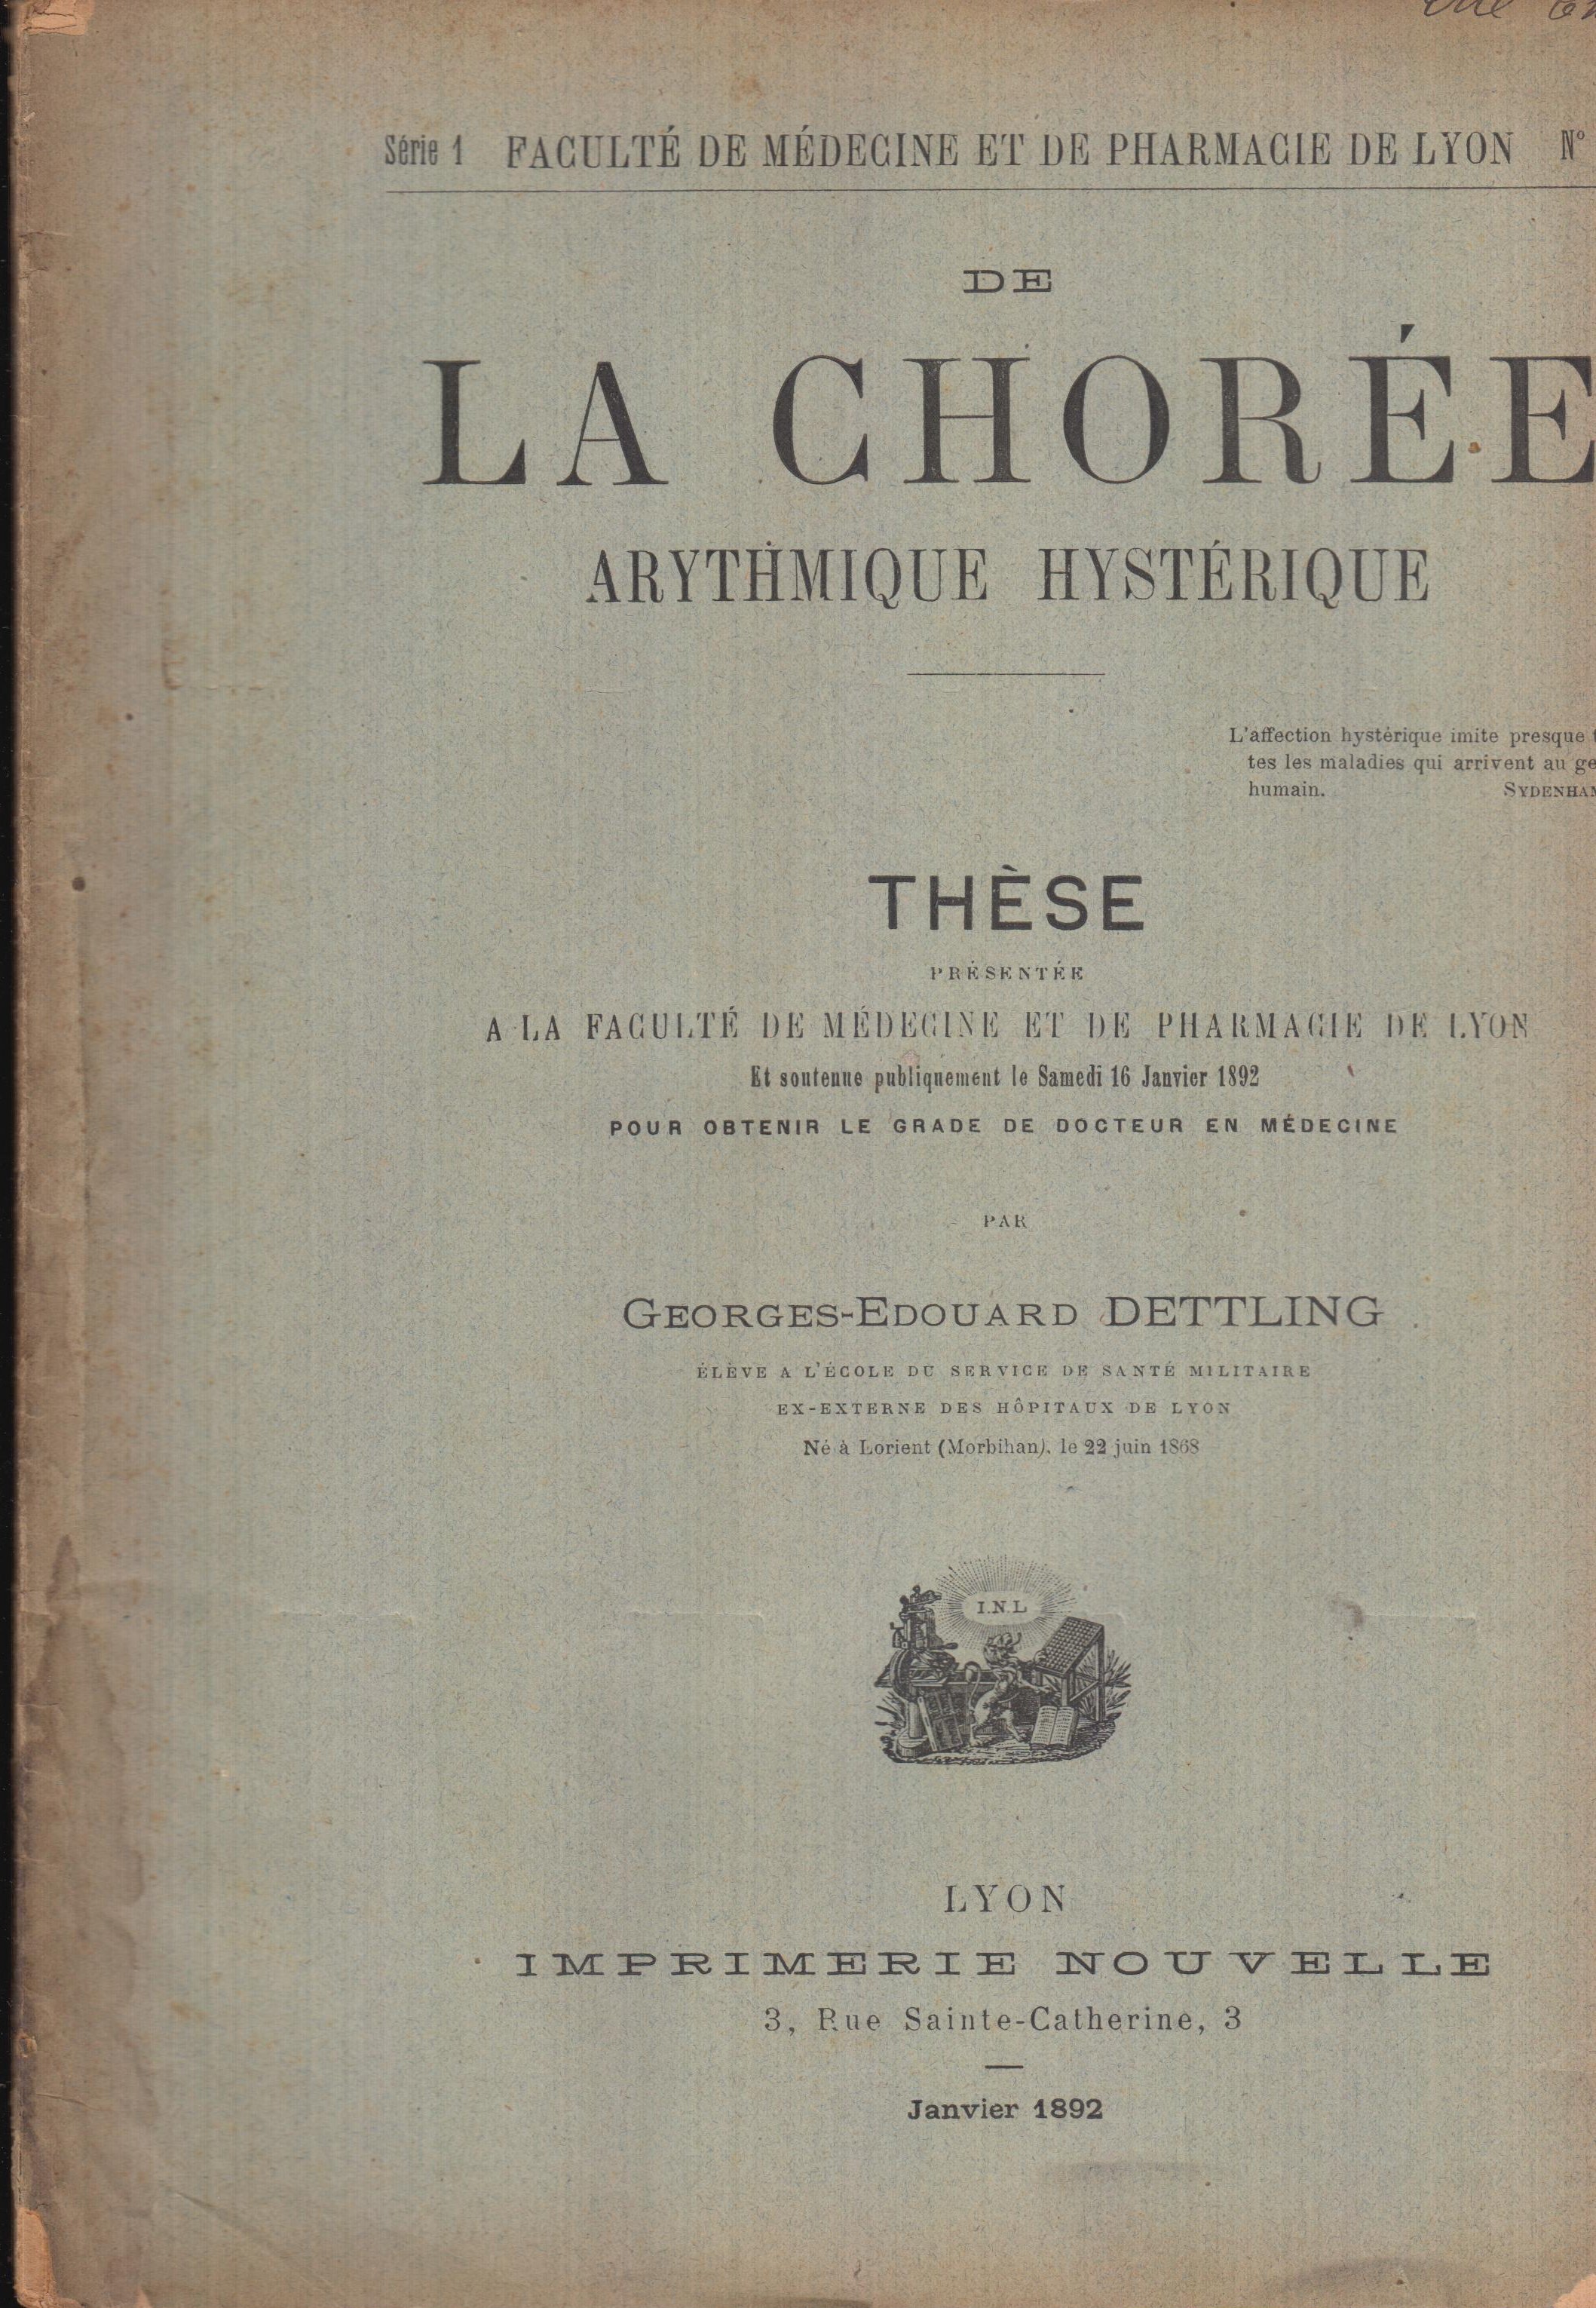 Série 1 FACULTÉ DE MÉDECINE ET DE PHARMACIE DE LYON N°
DE
LA CHORÉE
ARYTHMIQUE HYSTÉRIQUE
L'affection hystérique imite presque
tes les maladies qui arrivent au
humain. SYDENHAM
THÈSE
PRÉSENTÉE
A LA FACULTÉ DE MÉDECINE ET DE PHARMACIE DE LYON
Et soutenue publiquement le Samedi 16 Janvier 1892
POUR OBTENIR LE GRADE DE DOCTEUR EN MÉDECINE
PAR
GEORGES-EDOUARD DETTLING
ÉLÈVE A L'ÉCOLE DU SERVICE DE SANTÉ MILITAIRE
EX-EXTERNE DES HÔPITAUX DE LYON
Né à Lorient (Morbihan), le 22 juin 1868
I.N.L
LYON
IMPRIMERIE NOUVELLE
3, Rue Sainte-Catherine, 3
Janvier 1892